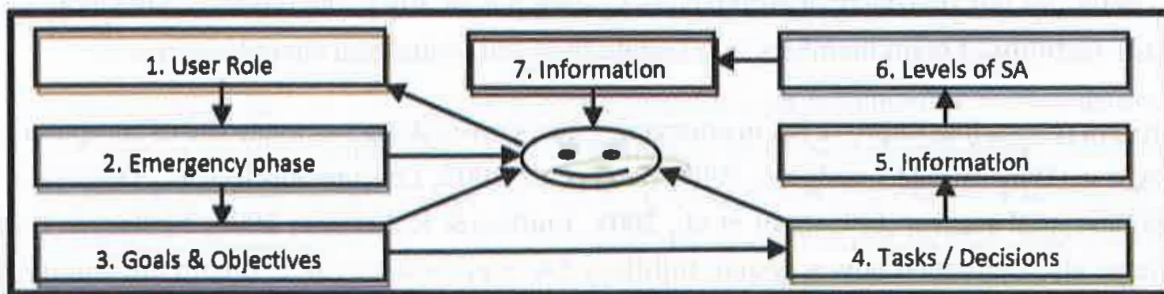 1. User Role
7. Information
6. Levels of SA
2. Emergency phase
5. Information
3. Goals & Objectives
4. Tasks / Decisions